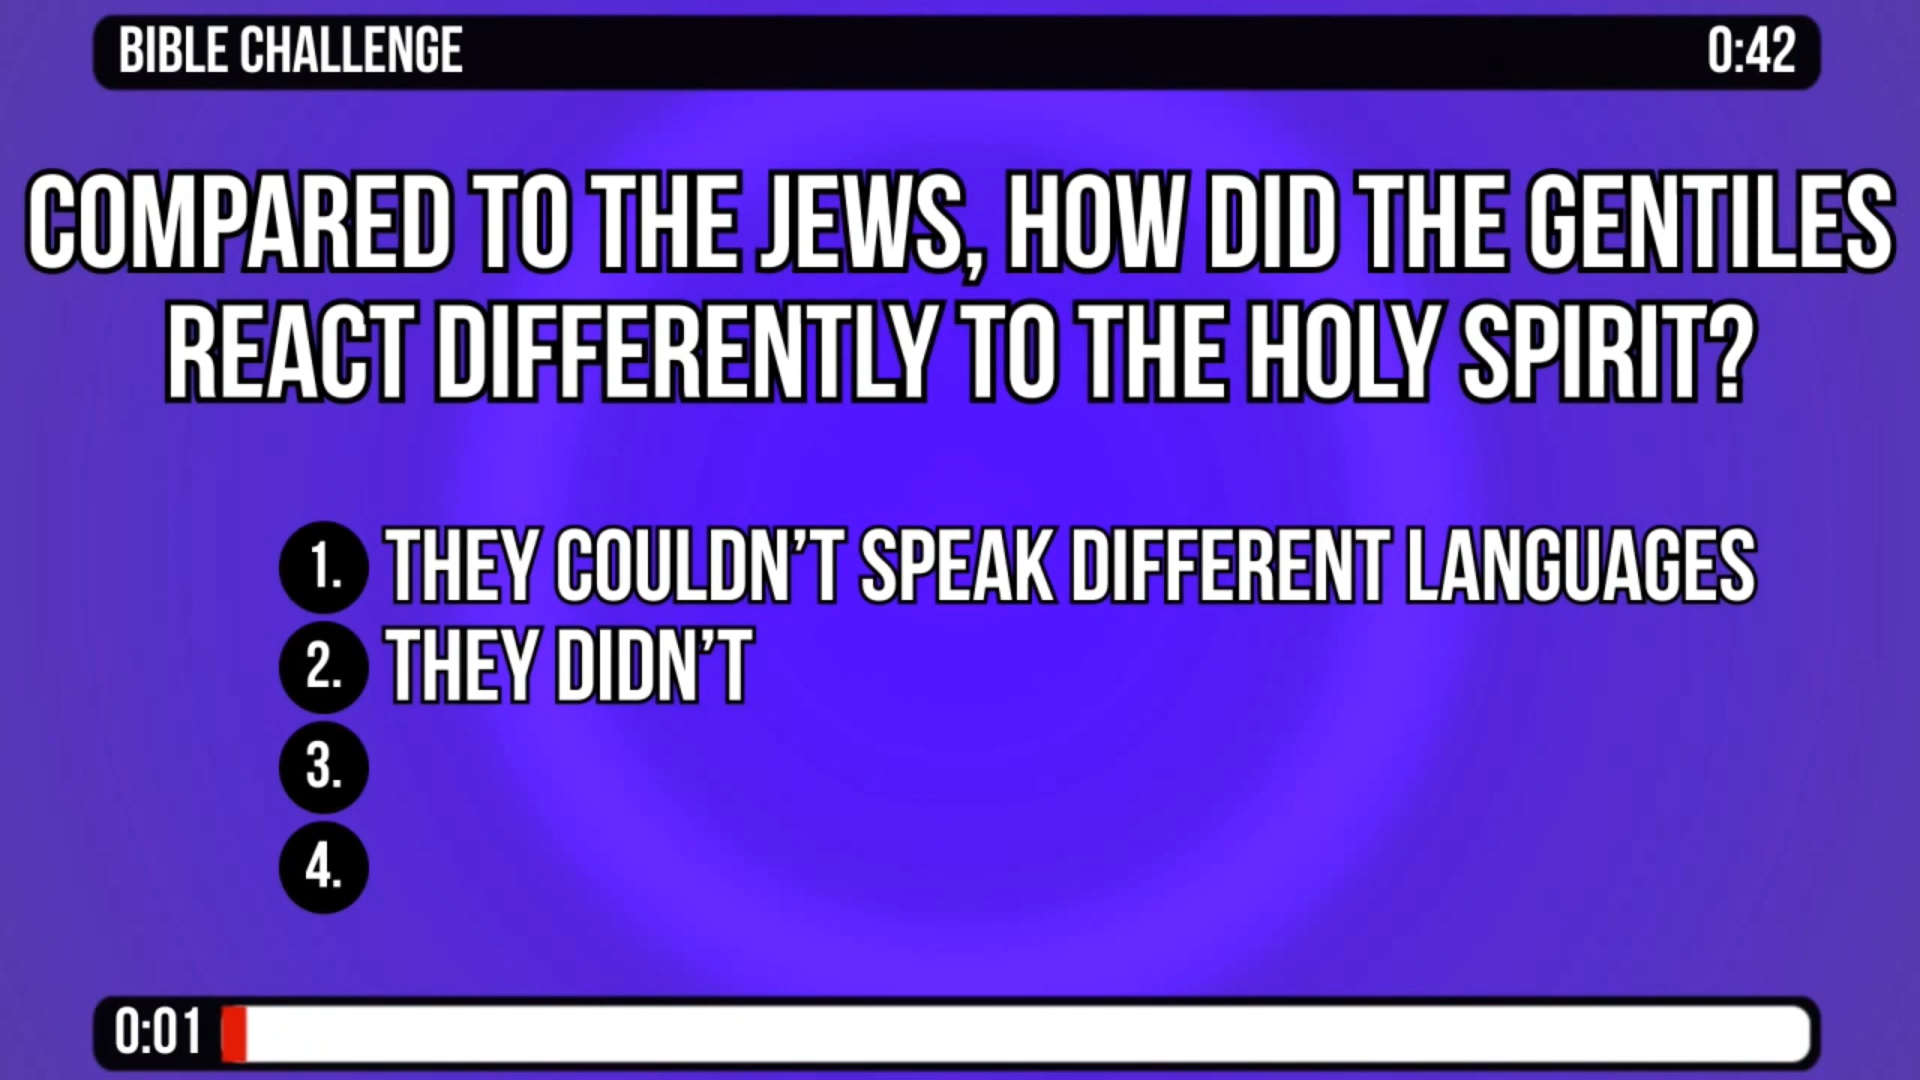 BIBLE CHALLENGE 0:42
COMPARED TO THE JEWS, HOW DID THE GENTILES
REACT DIFFERENTLY TO THE HOLY SPIRIT?
1. THEY COULDN'T SPEAK DIFFERENT LANGUAGES
2. THEY DIDN'T
3.
4.
0:01